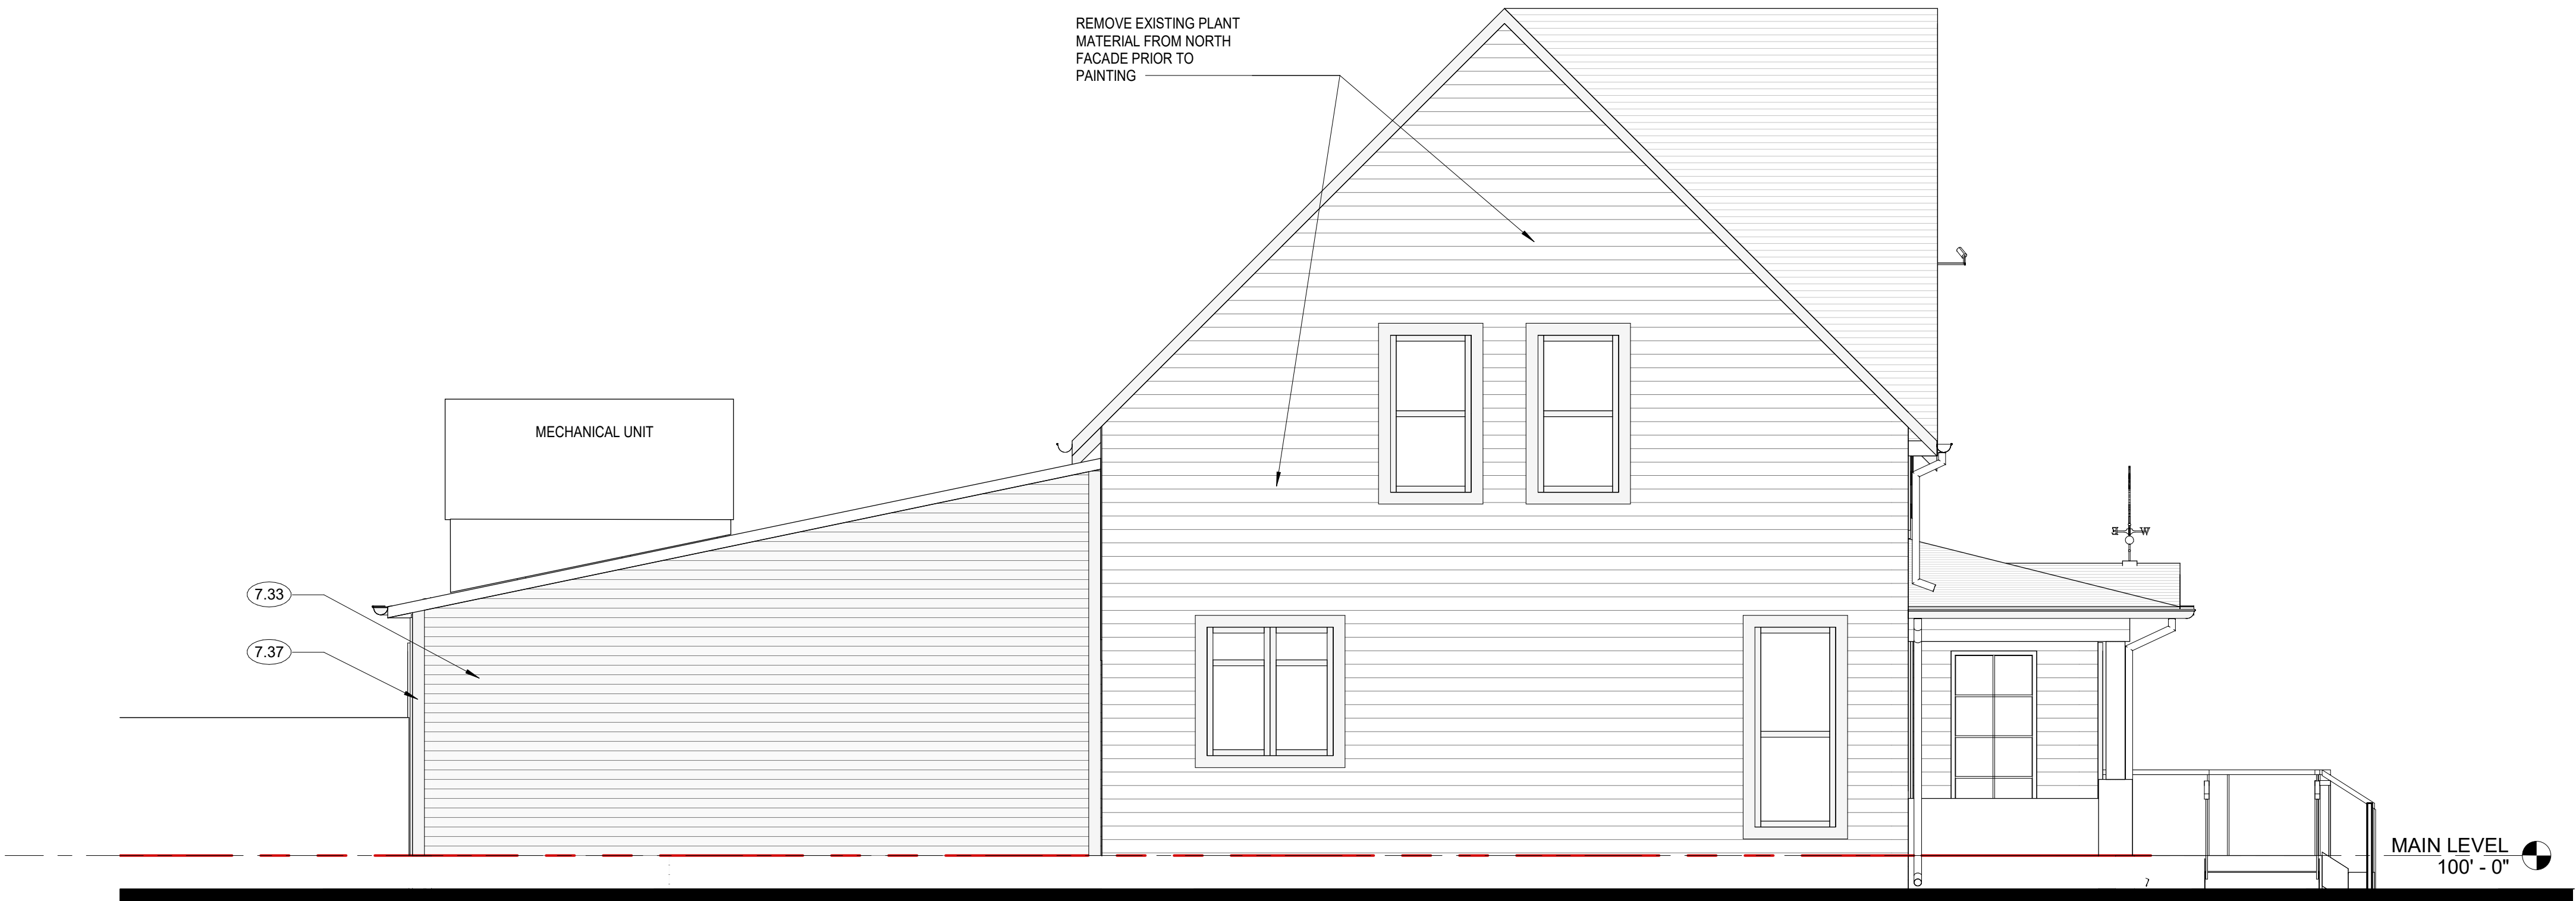 REMOVE EXISTING PLANT
MATERIAL FROM NORTH
FACADE PRIOR TO
PAINTING
MECHANICAL UNIT
7.33
7.37
W
MAIN LEVEL
100' - 0"